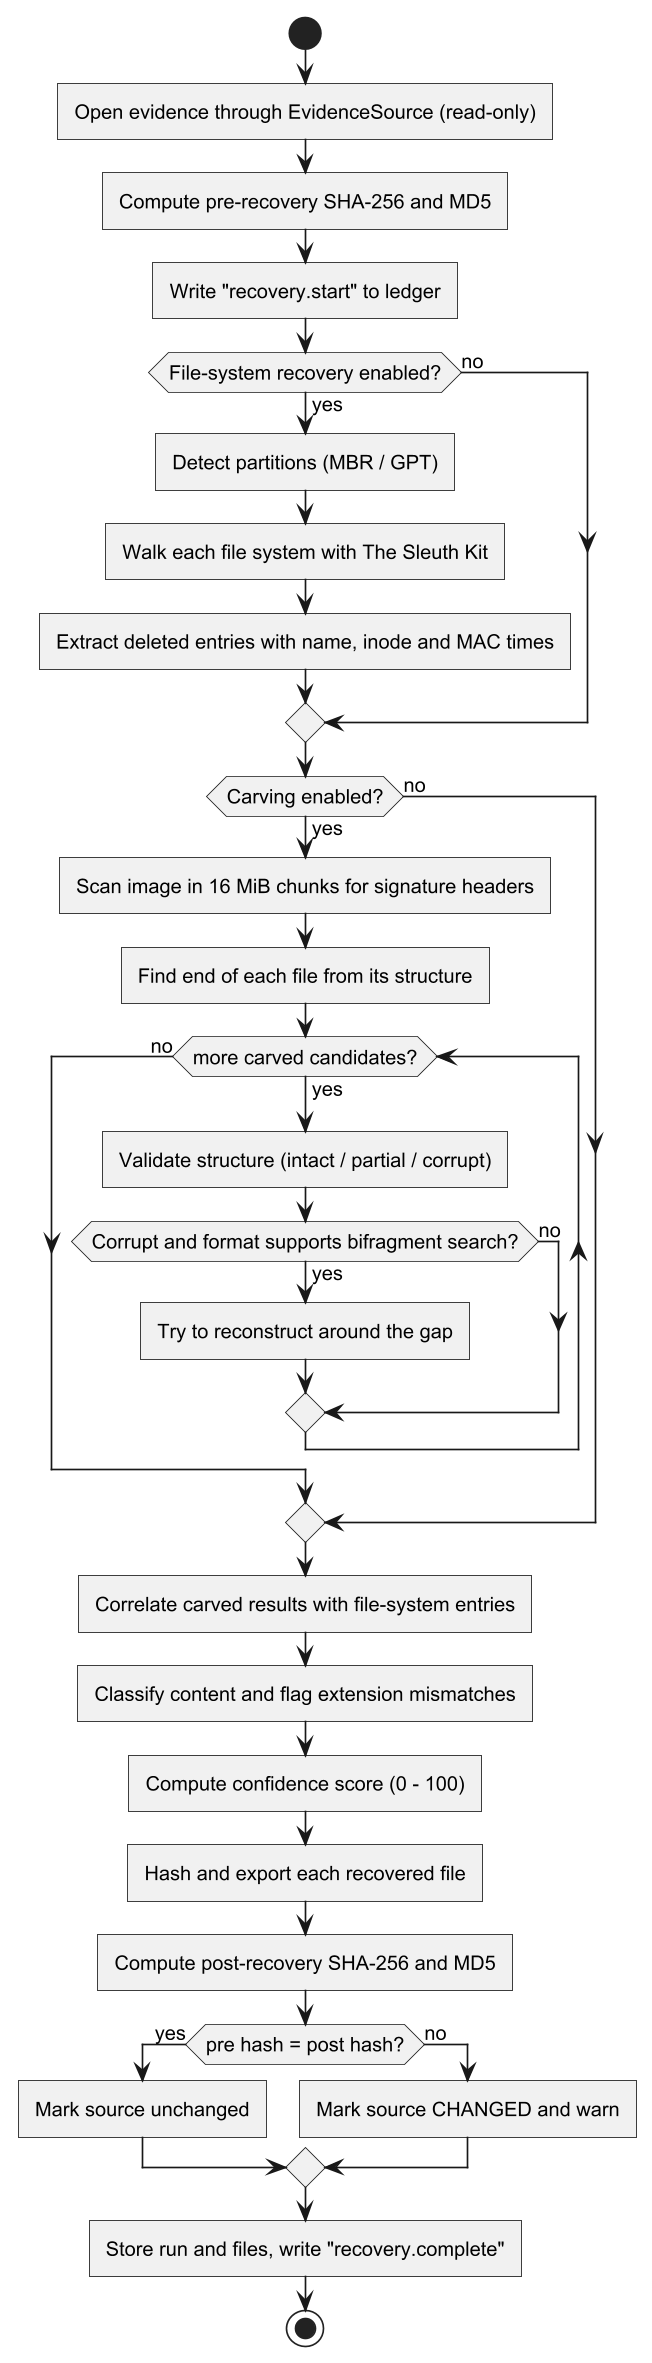 Open evidence through EvidenceSource (read-only)
Compute pre-recovery SHA-256 and MD5
Write "recovery.start" to ledger
File-system recovery enabled?
no
yes
Detect partitions (MBR / GPT)
Walk each file system with The Sleuth Kit
Extract deleted entries with name, inode and MAC times
Carving enabled?
no
yes
Scan image in 16 MiB chunks for signature headers
Find end of each file from its structure
no
more carved candidates?
yes
Validate structure (intact / partial / corrupt)
Corrupt and format supports bifragment search?
no
yes
Try to reconstruct around the gap
Correlate carved results with file-system entries
Classify content and flag extension mismatches
Compute confidence score (0 - 100)
Hash and export each recovered file
Compute post-recovery SHA-256 and MD5
yes
pre hash = post hash?
no
Mark source unchanged
Mark source CHANGED and warn
Store run and files, write "recovery.complete"